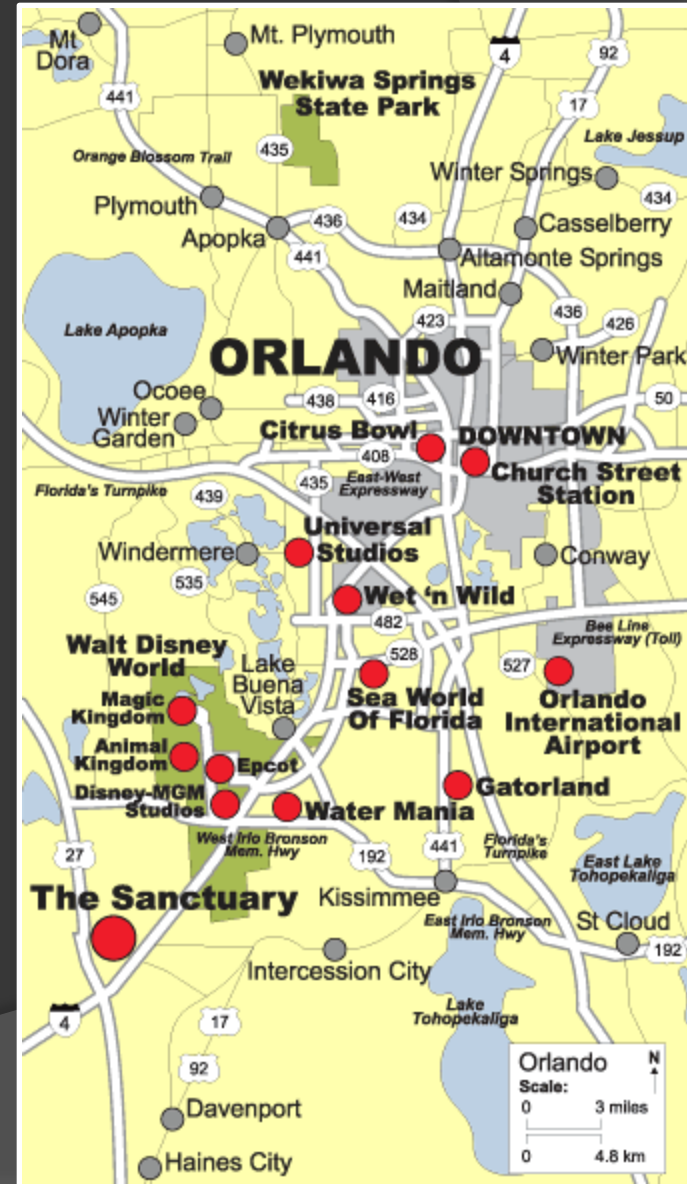 Mt
Dora
Mt. Plymouth
4
92
Wekiwa Springs
State Park
441
17
Lake Jessup
Orange Blossom Trail
435
Winter Springs
434
Plymouth
436
434
Casselberry
Apopka
441
Altamonte Springs
Maitland
Lake Apopka
423
436
426
ORLANDO
Winter Park
Ocoee
438
416
50
Winter
Garden
Citrus Bowl
DOWNTOWN
408
Church Street
Station
Florida's Turnpike
439
435
East-West
Expressway
Universal
Studios
Windermere
Conway
535
545
Wet 'n Wild
482
Bee Line
Expressway (Toll)
Walt Disney
World
Lake
Buena
Vista
528
527
Magic
Kingdom
Sea World
Of Florida
Orlando
International
Airport
Animal
Kingdom
Epcot
Gatorland
Disney-MGM
Studios
Water Mania
West Irlo Bronson
Mem. Hwy
27
192
441
Florida's
Turnpike
East Lake
Tohopekaliga
The Sanctuary
Kissimmee
East Irlo Bronson
Mem. Hwy
St Cloud
192
Intercession City
4
17
Lake
Tohopekaliga
92
Orlando
N
Scale:
0 3 miles
0 4.8 km
Davenport
Haines City